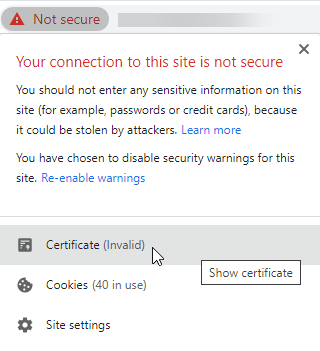 Not secure
Your connection to this site is not secure
You should not enter any sensitive information on this
site (for example, passwords or credit cards), because
it could be stolen by attackers. Learn more
You have chosen to disable security warnings for this
site. Re-enable warnings
Certificate (Invalid)
Show certificate
Cookies (40 in use)
Site settings